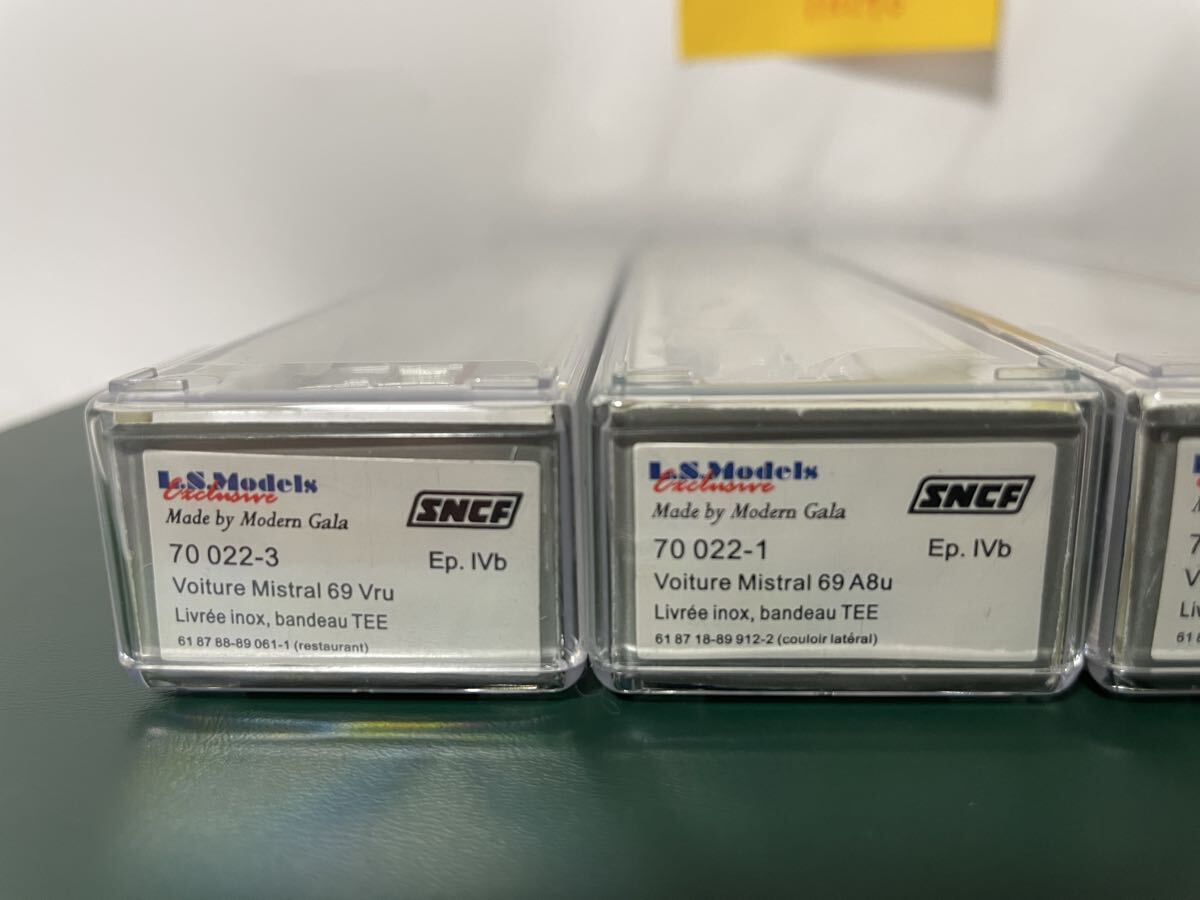 L.S.Models
Exclusive
Made by Modern Gala
SNCF
70 022-3
Ep. IVb
Voiture Mistral 69 Vru
Livrée inox, bandeau TEE
61 87 88-89 061-1 (restaurant)
L.S.Models
Exclusive
Made by Modern Gala
SNCF
70 022-1
Ep. IVb
Voiture Mistral 69 A8u
Livrée inox, bandeau TEE
61 87 18-89 912-2 (couloir latéral)